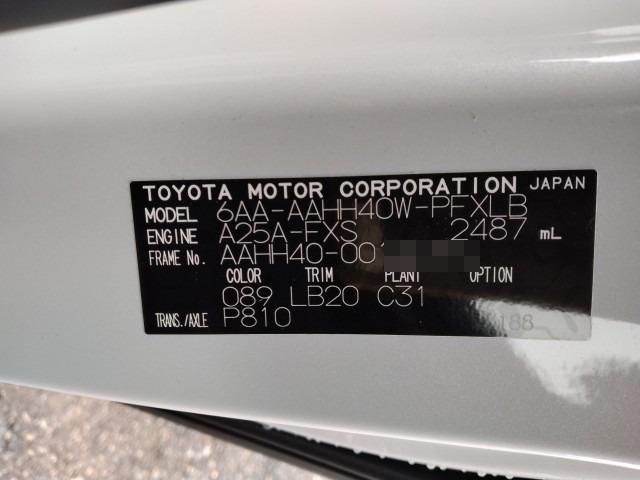 TOYOTA MOTOR CORPORATION JAPAN
MODEL 6AA-AAHH40W-PFXLB
ENGINE A25A-FXS 2487 mL
FRAME NO. AAHH40-001
COLOR TRIM PLANT OPTION
089 LB20 C31
TRANS./AXLE P810